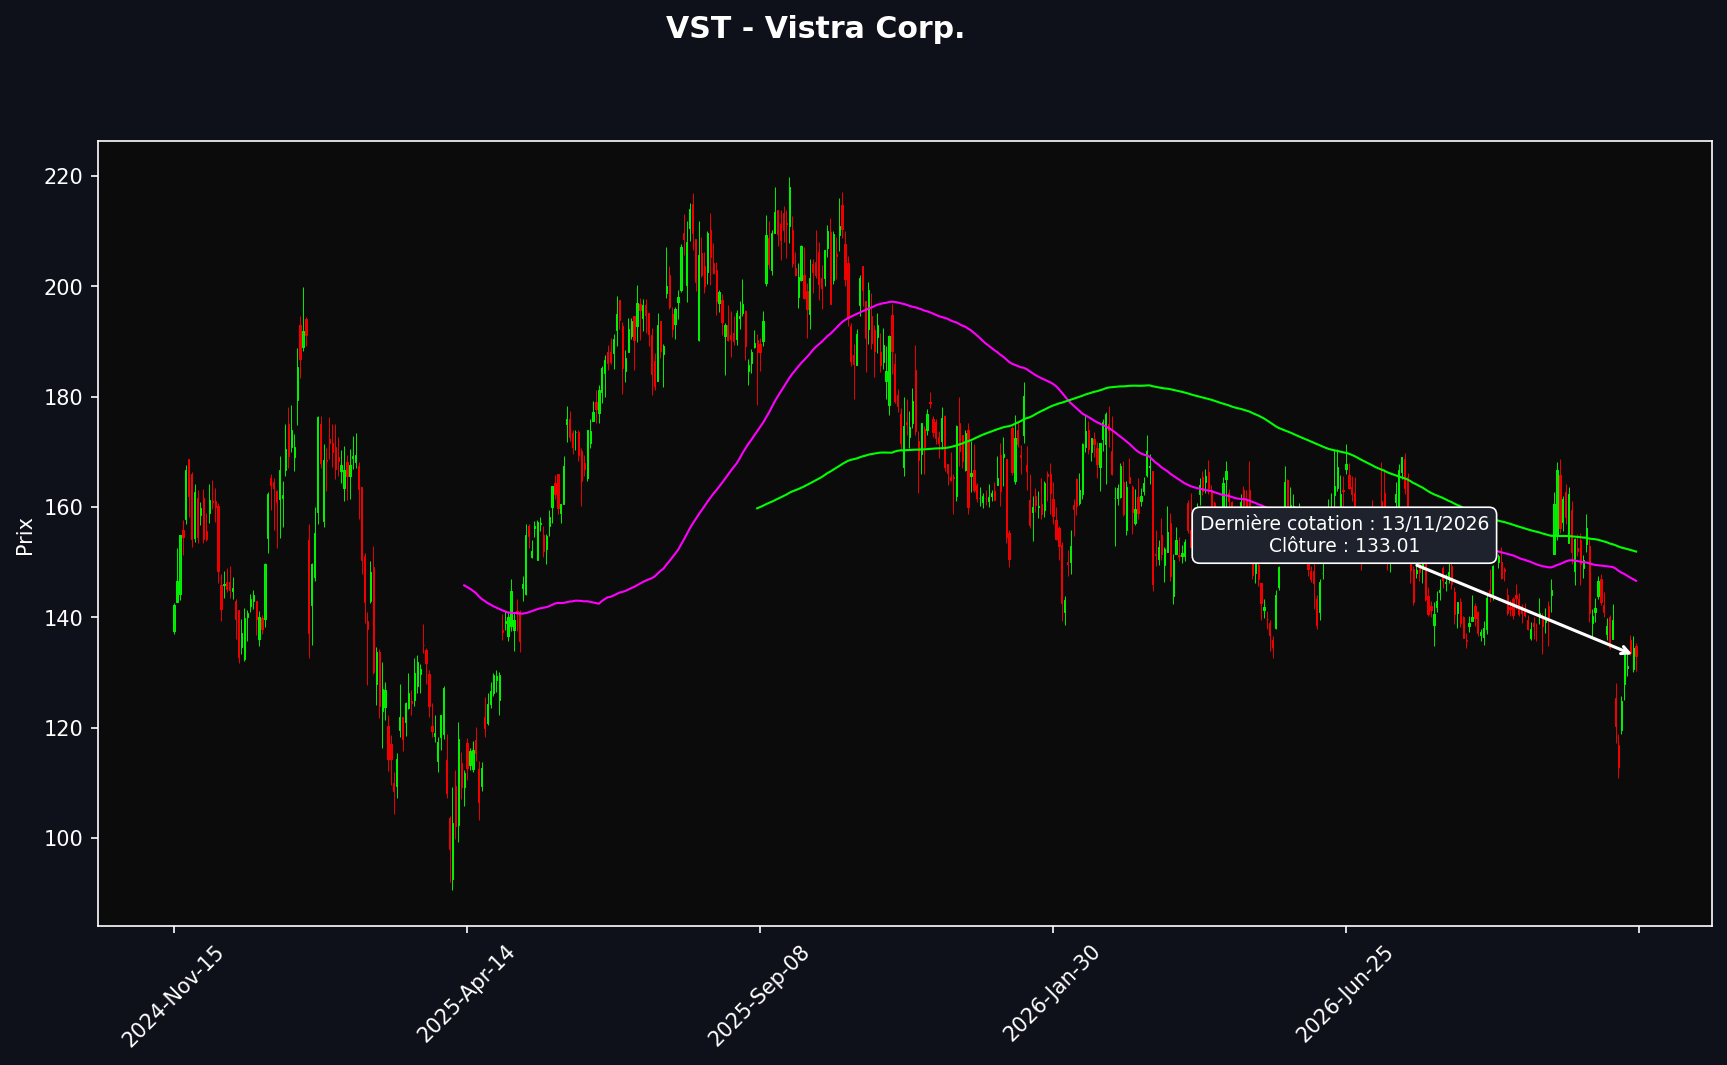 VST - Vistra Corp.
Prix
220
200
180
160
140
120
100
Dernière cotation : 13/11/2026
Clôture : 133.01
2024-Nov-15
2025-Apr-14
2025-Sep-08
2026-Jan-30
2026-Jun-25